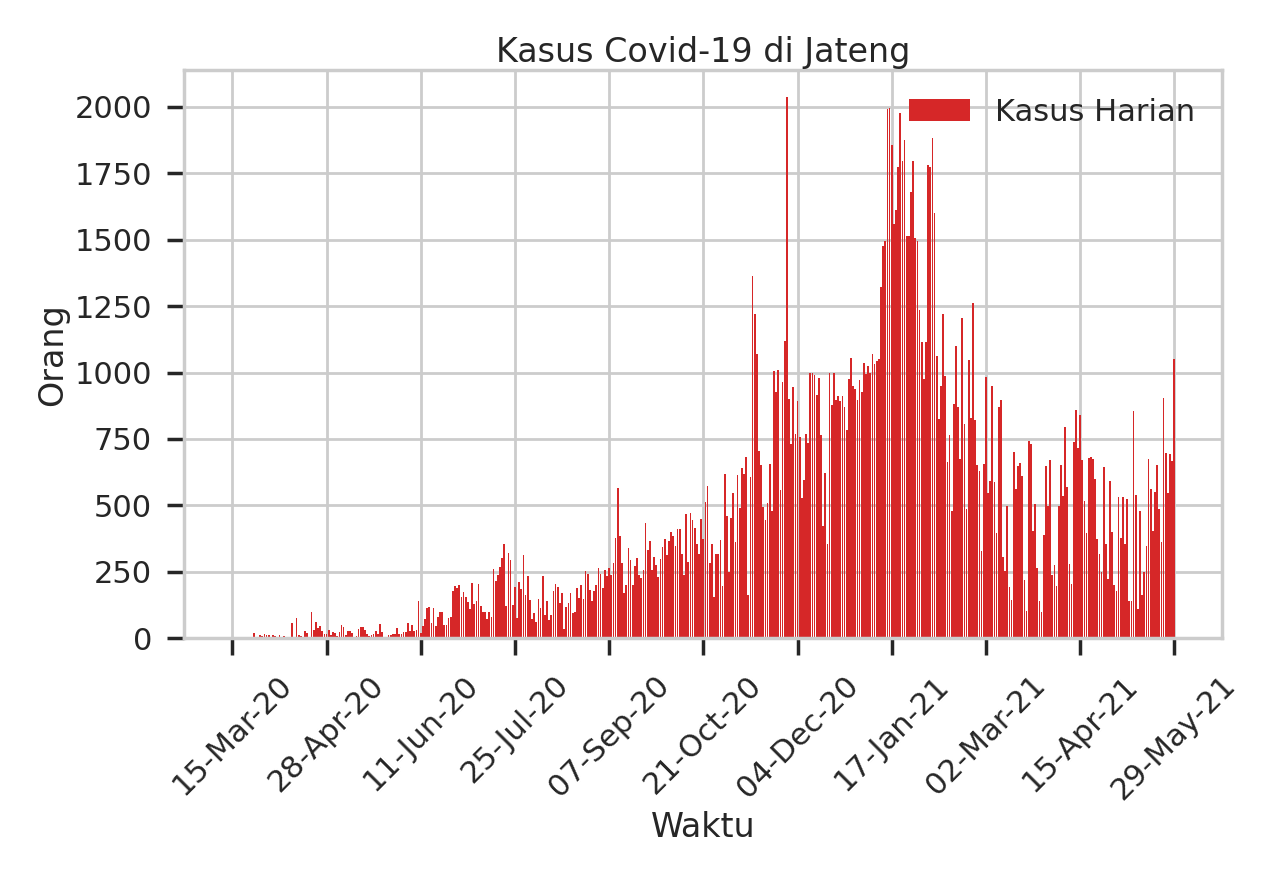 Kasus Covid-19 di Jateng
Kasus Harian
Orang
2000
1750
1500
1250
1000
750
500
250
0
15-Mar-20
28-Apr-20
11-Jun-20
25-Jul-20
07-Sep-20
21-Oct-20
04-Dec-20
17-Jan-21
02-Mar-21
15-Apr-21
29-May-21
Waktu